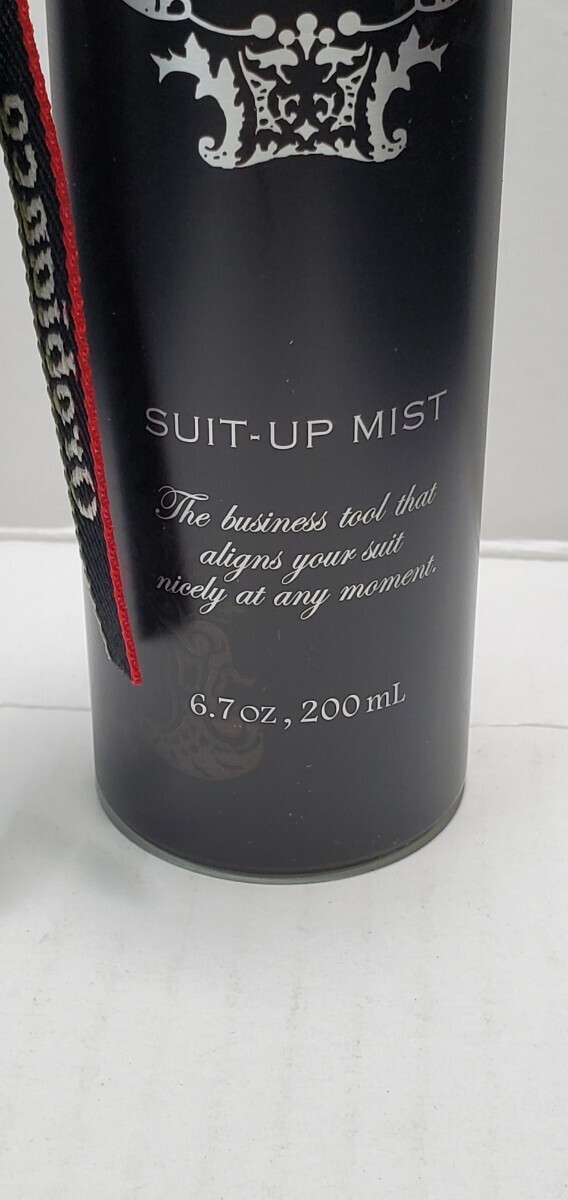 Orobianco
SUIT-UP MIST
The business tool that
aligns your suit
nicely at any moment.
6.7 oz, 200 mL